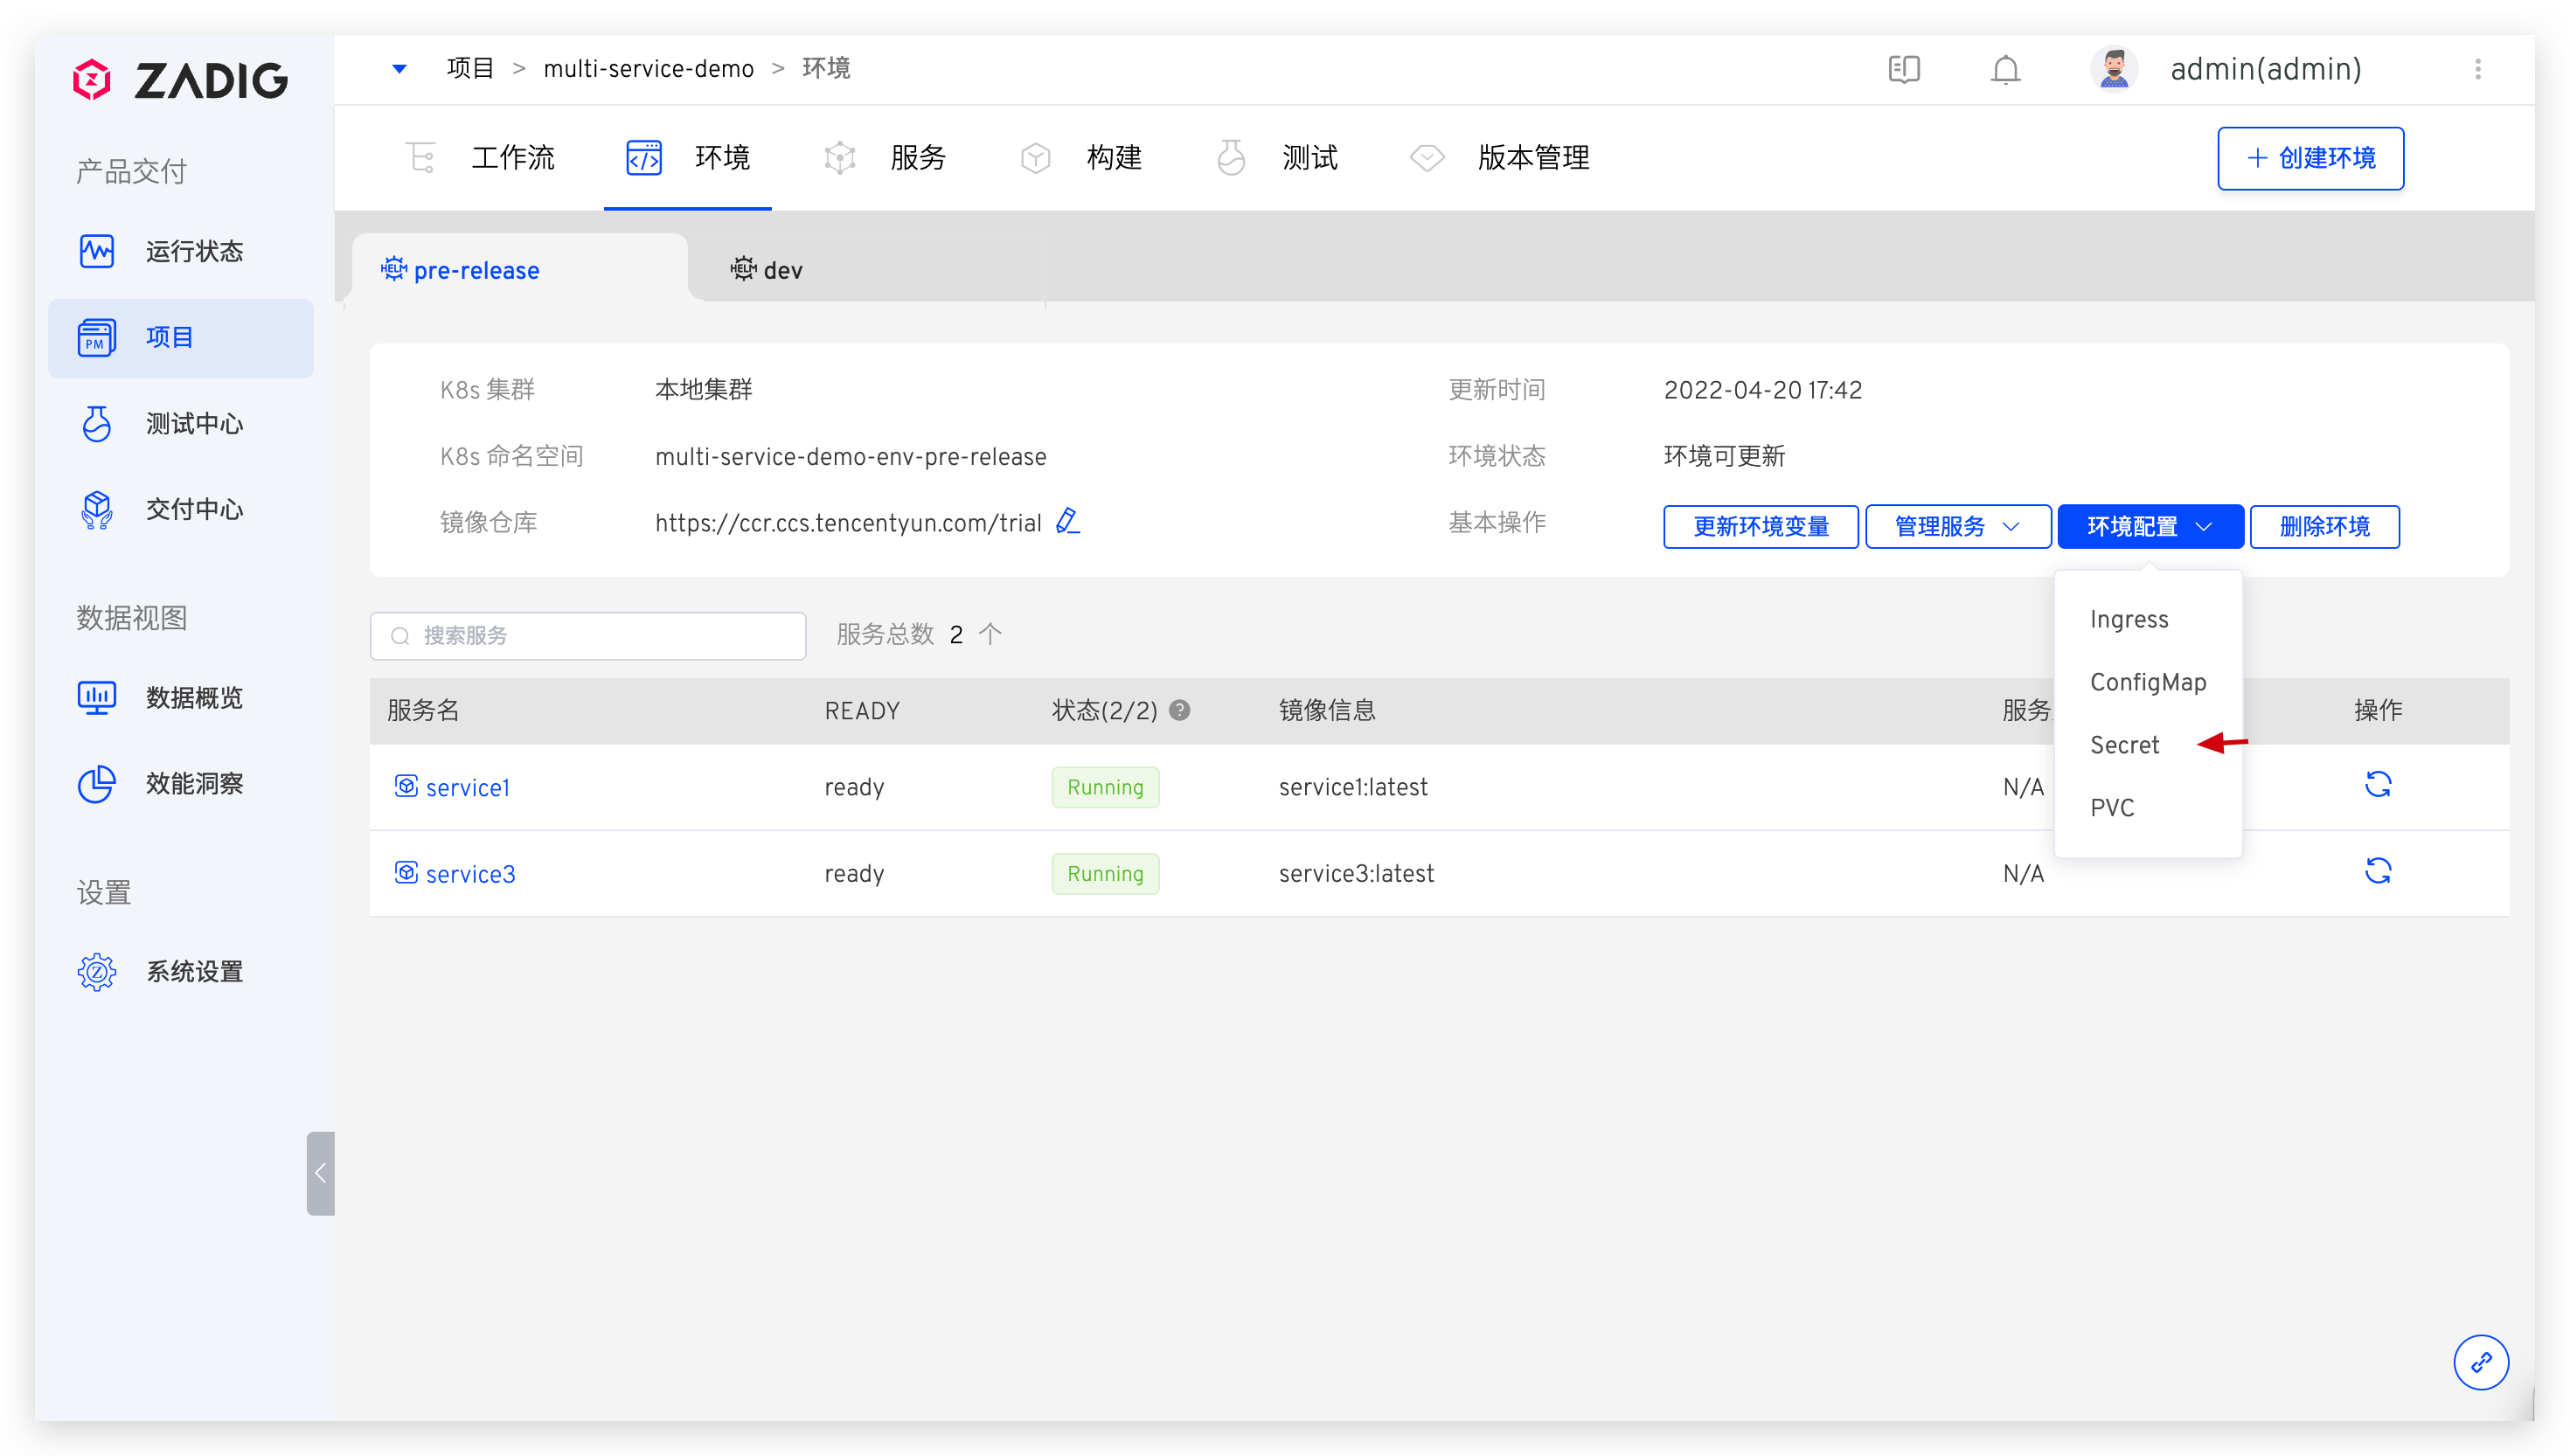 ZADIG
项目 > multi-service-demo > 环境
admin(admin)
产品交付
运行状态
PM 项目
测试中心
交付中心
数据视图
数据概览
效能洞察
设置
系统设置
工作流
环境
服务
构建
测试
版本管理
+ 创建环境
HELM pre-release
HELM dev
K8s 集群 本地集群
更新时间 2022-04-20 17:42
K8s 命名空间 multi-service-demo-env-pre-release
环境状态 环境可更新
镜像仓库 https://ccr.ccs.tencentyun.com/trial
基本操作 更新环境变量 管理服务 环境配置 删除环境
Ingress
ConfigMap
Secret
PVC
搜索服务 服务总数 2 个
服务名 READY 状态(2/2) ? 镜像信息 服务 操作
service1 ready Running service1:latest N/A
service3 ready Running service3:latest N/A